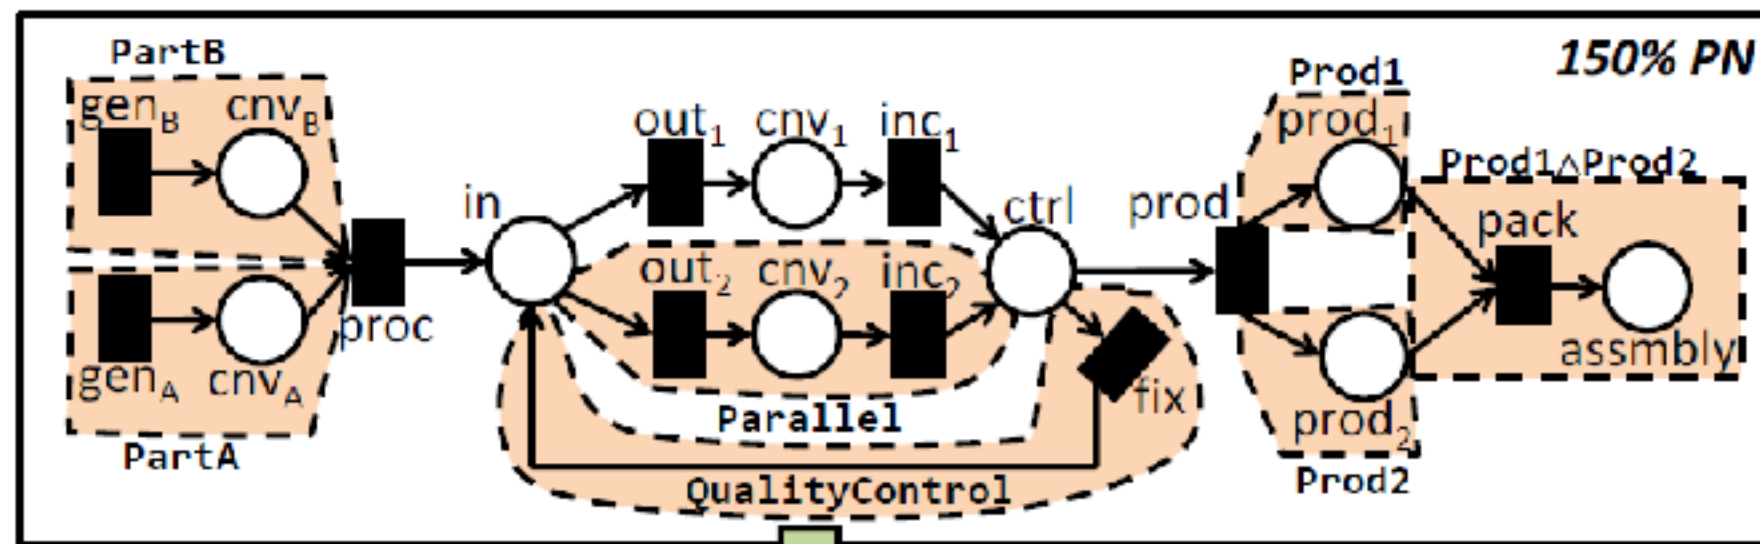 150% PN
PartB
gen_B cnv_B
gen_A cnv_A
PartA
proc
in
out_1 cnv_1 inc_1
out_2 cnv_2 inc_2
Parallel
ctrl
fix
QualityControl
prod
Prod1
prod_1
prod_2
Prod2
Prod1△Prod2
pack
assmbly